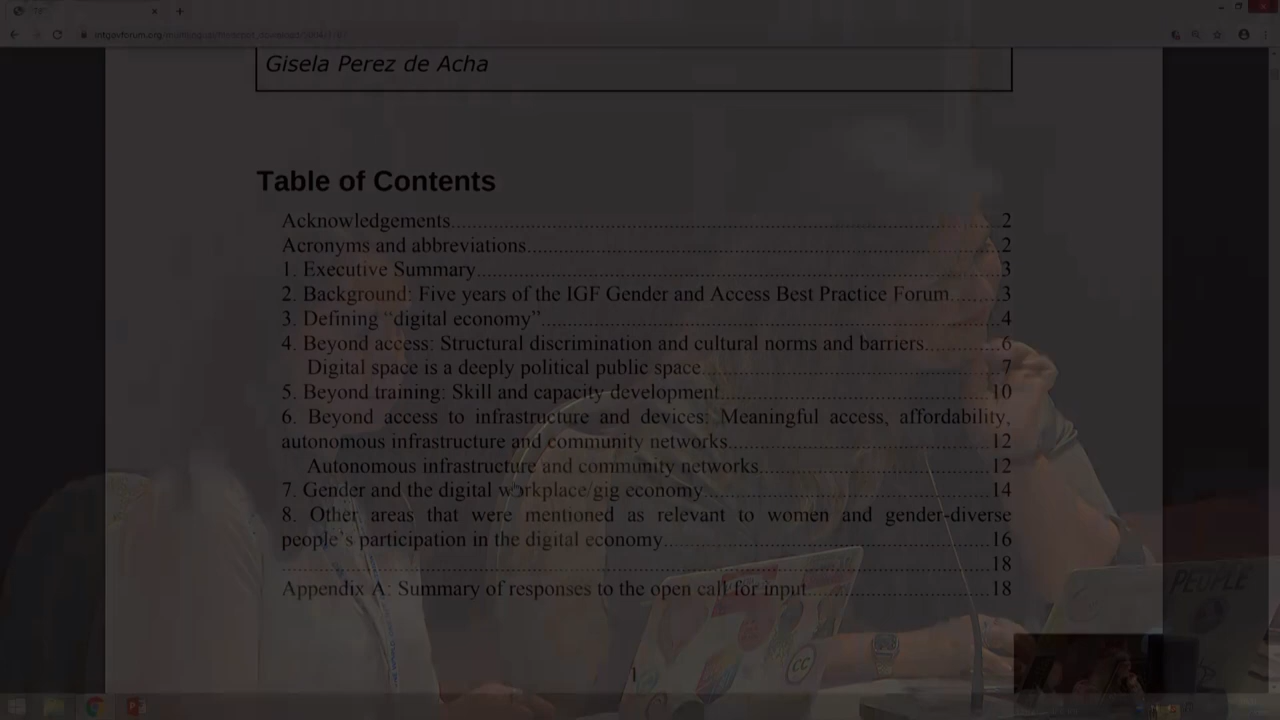 intgovforum.org
Gisela Perez de Acha
Table of Contents
Acknowledgements 2
Acronyms and abbreviations 2
1. Executive Summary 3
2. Background: Five years of the IGF Gender and Access Best Practice Forum 3
3. Defining “digital economy” 4
4. Beyond access: Structural discrimination and cultural norms and barriers 6
Digital space is a deeply political public space 7
5. Beyond training: Skill and capacity development 10
6. Beyond access to infrastructure and devices: Meaningful access, affordability,
autonomous infrastructure and community networks 12
Autonomous infrastructure and community networks 12
7. Gender and the digital workplace/gig economy 14
8. Other areas that were mentioned as relevant to women and gender-diverse
people’s participation in the digital economy 16
18
Appendix A: Summary of responses to the open call for input 18
1
PEOPLE
CC